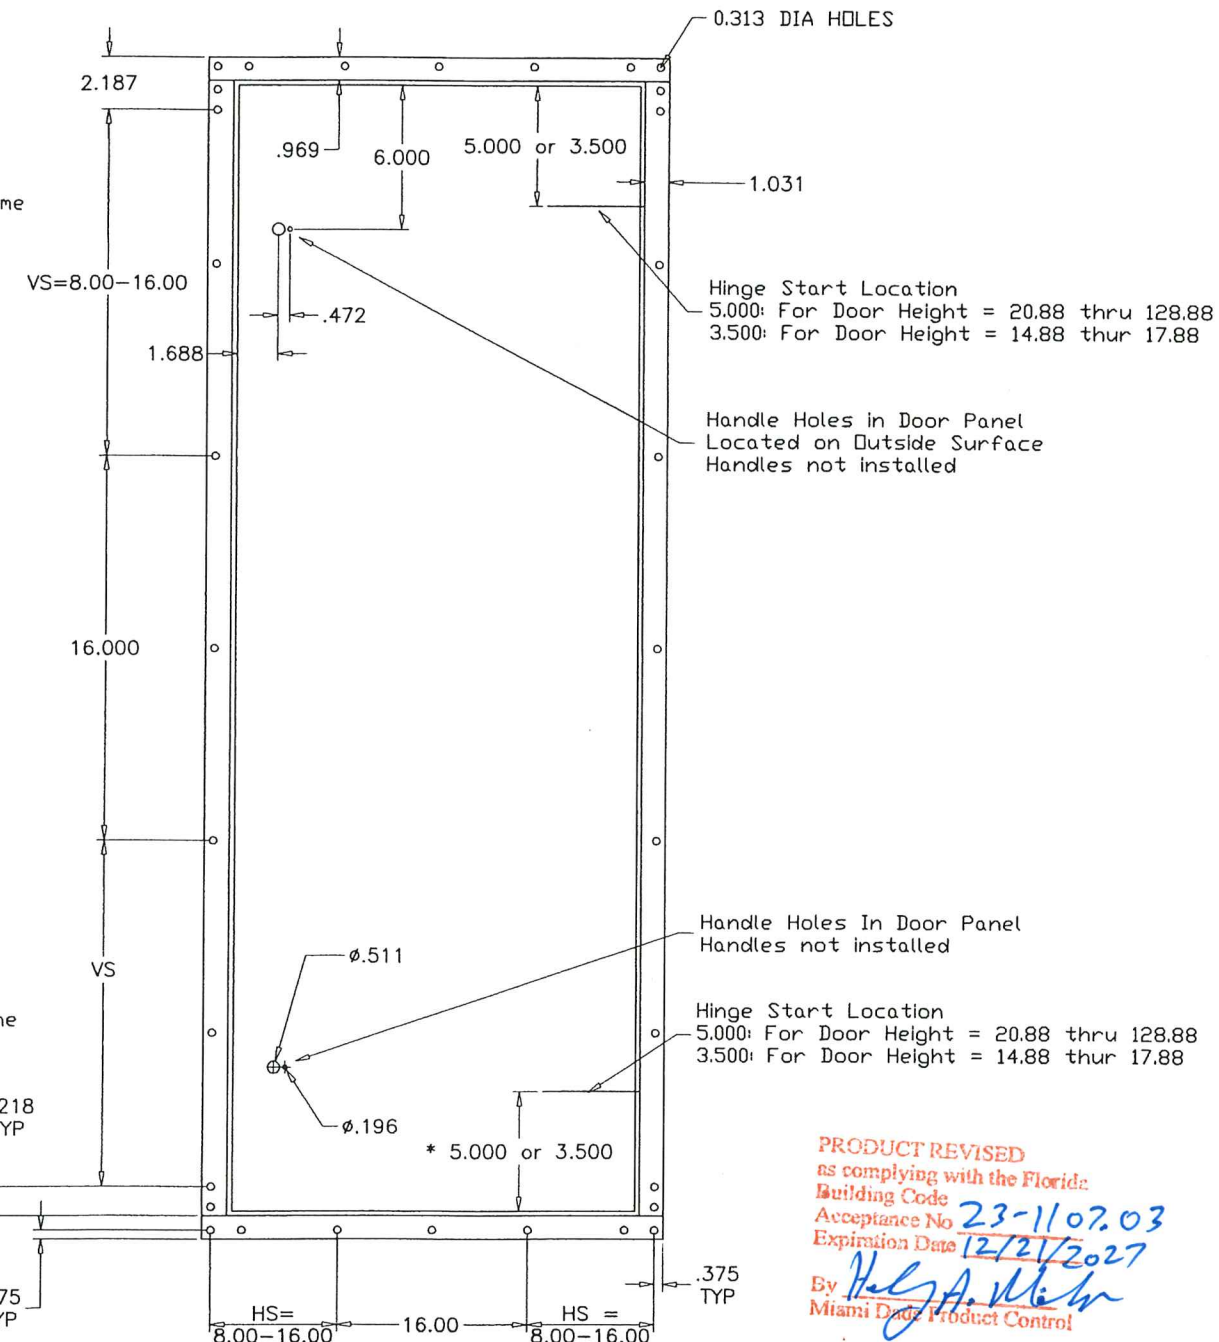 0.313 DIA HOLES
2.187
.969
6.000
5.000 or 3.500
1.031
me
VS=8.00-16.00
.472
1.688
Hinge Start Location
5.000: For Door Height = 20.88 thru 128.88
3.500: For Door Height = 14.88 thur 17.88
Handle Holes in Door Panel
Located on Outside Surface
Handles not installed
16.000
Handle Holes In Door Panel
Handles not installed
ø.511
VS
Hinge Start Location
5.000: For Door Height = 20.88 thru 128.88
3.500: For Door Height = 14.88 thur 17.88
ne
218
YP
ø.196
* 5.000 or 3.500
PRODUCT REVISED
as complying with the Florida
Building Code
Acceptance No 23-1107.03
Expiration Date 12/21/2027
By
Miami Dade Product Control
.375
TYP
75
YP
HS=
8.00-16.00
16.00
HS =
8.00-16.00